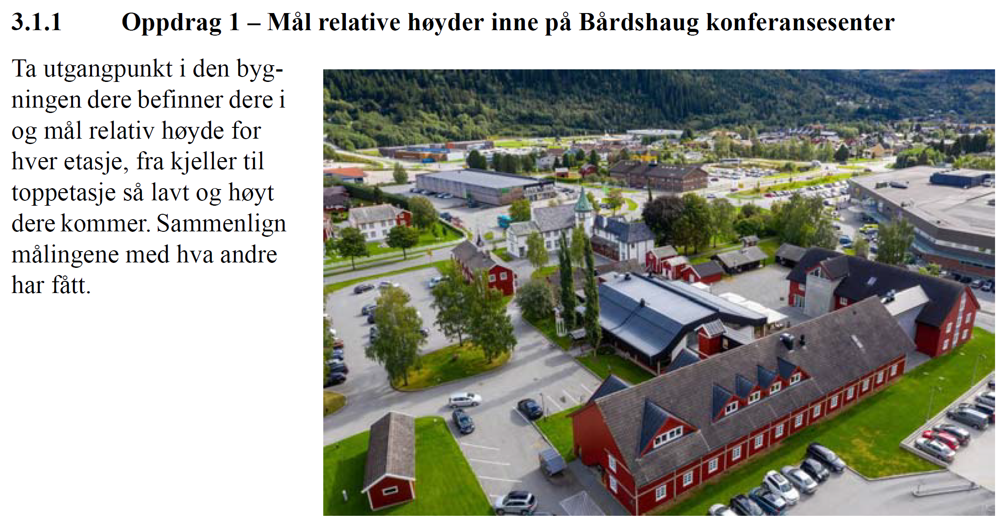 3.1.1 Oppdrag 1 – Mål relative høyder inne på Bårdshaug konferansesenter
Ta utgangpunkt i den byg-
ningen dere befinner dere i
og mål relativ høyde for
hver etasje, fra kjeller til
toppetasje så lavt og høyt
dere kommer. Sammenlign
målingene med hva andre
har fått.